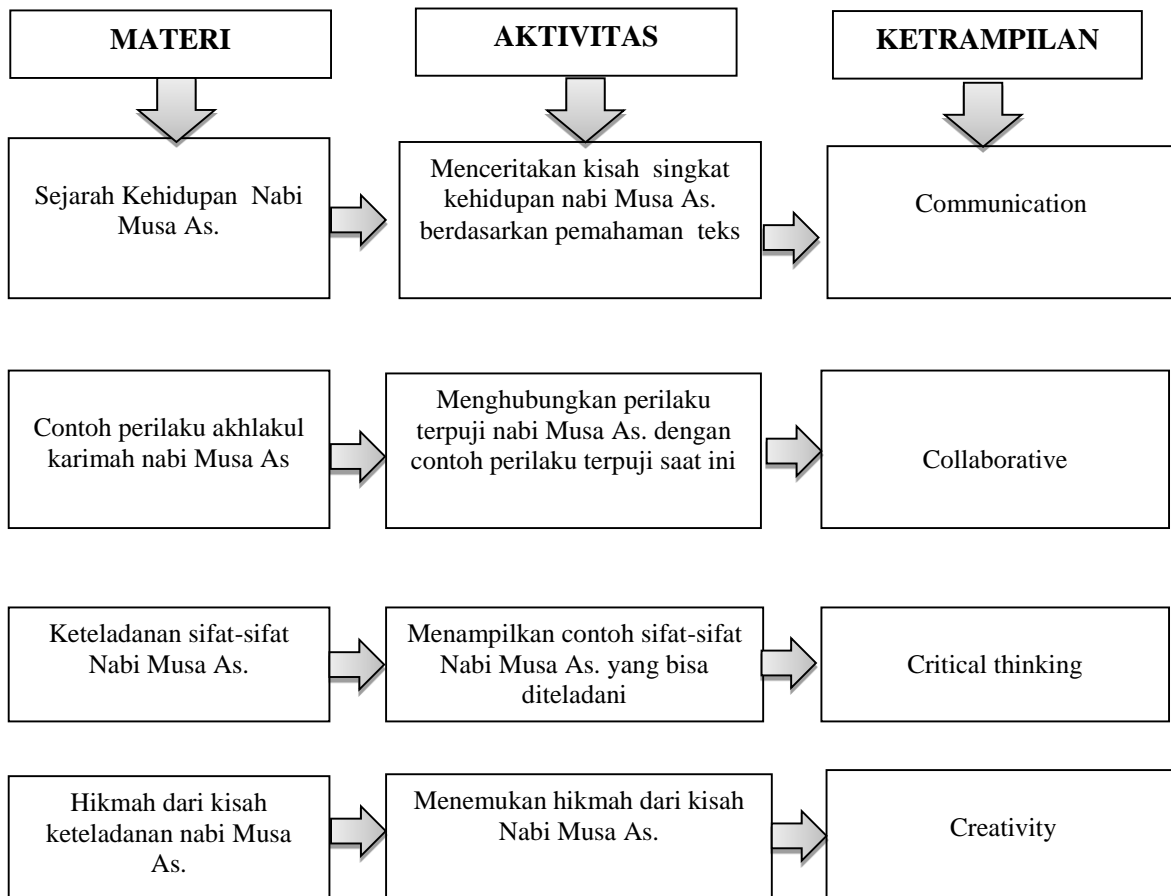 MATERI
AKTIVITAS
KETRAMPILAN
Sejarah Kehidupan Nabi
Musa As.
Menceritakan kisah singkat
kehidupan nabi Musa As.
berdasarkan pemahaman teks
Communication
Contoh perilaku akhlakul
karimah nabi Musa As
Menghubungkan perilaku
terpuji nabi Musa As. dengan
contoh perilaku terpuji saat ini
Collaborative
Keteladanan sifat-sifat
Nabi Musa As.
Menampilkan contoh sifat-sifat
Nabi Musa As. yang bisa
diteladani
Critical thinking
Hikmah dari kisah
keteladanan nabi Musa
As.
Menemukan hikmah dari kisah
Nabi Musa As.
Creativity